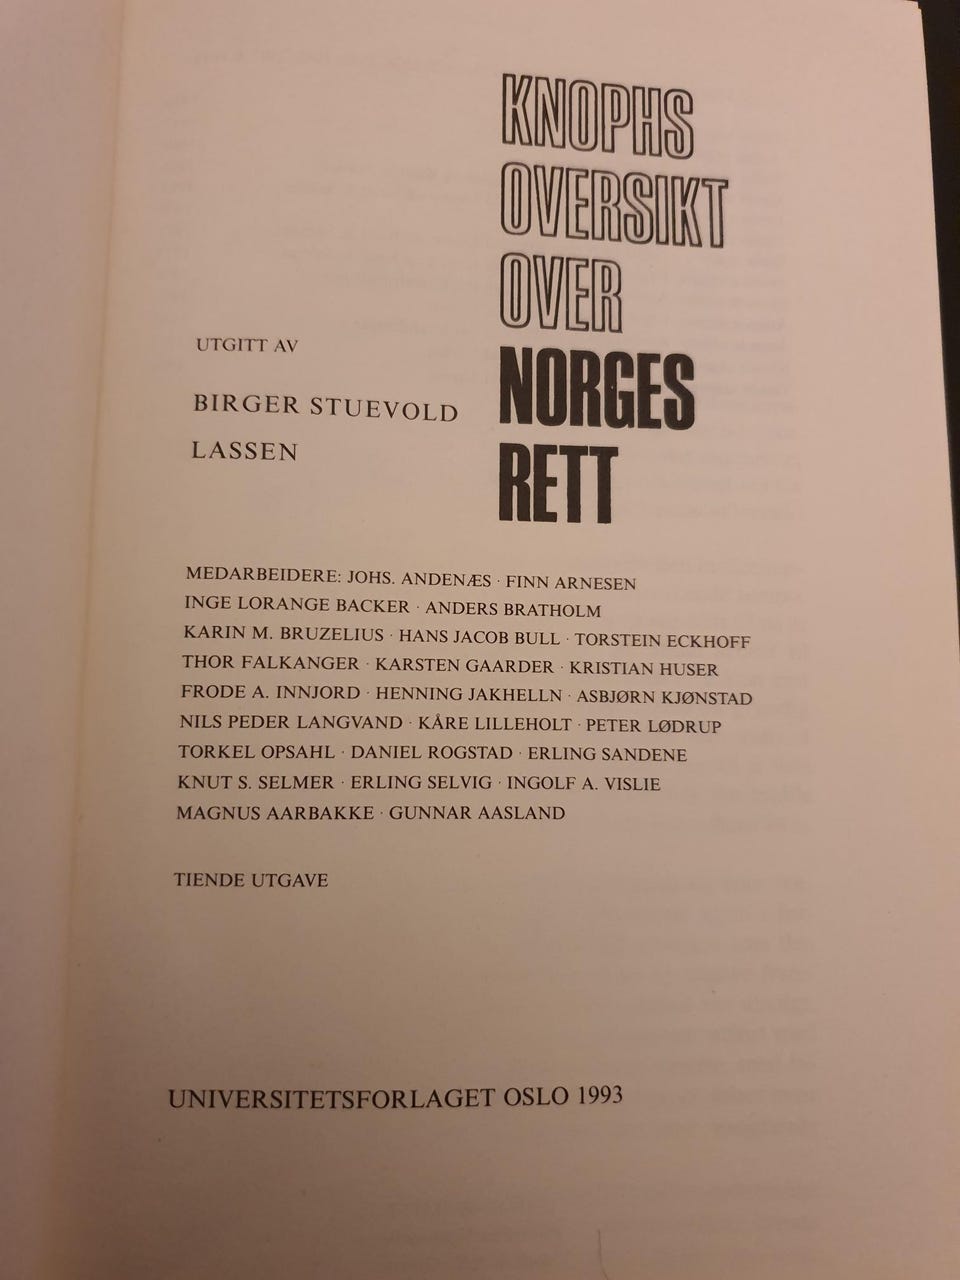 KNOPHS
OVERSIKT
OVER
NORGES
RETT
UTGITT AV
BIRGER STUEVOLD
LASSEN
MEDARBEIDERE: JOHS. ANDENÆS · FINN ARNESEN
INGE LORANGE BACKER · ANDERS BRATHOLM
KARIN M. BRUZELIUS · HANS JACOB BULL · TORSTEIN ECKHOFF
THOR FALKANGER · KARSTEN GAARDER · KRISTIAN HUSER
FRODE A. INNJORD · HENNING JAKHELLN · ASBJØRN KJØNSTAD
NILS PEDER LANGVAND · KÅRE LILLEHOLT · PETER LØDRUP
TORKEL OPSAHL · DANIEL ROGSTAD · ERLING SANDENE
KNUT S. SELMER · ERLING SELVIG · INGOLF A. VISLIE
MAGNUS AARBAKKE · GUNNAR AASLAND
TIENDE UTGAVE
UNIVERSITETSFORLAGET OSLO 1993